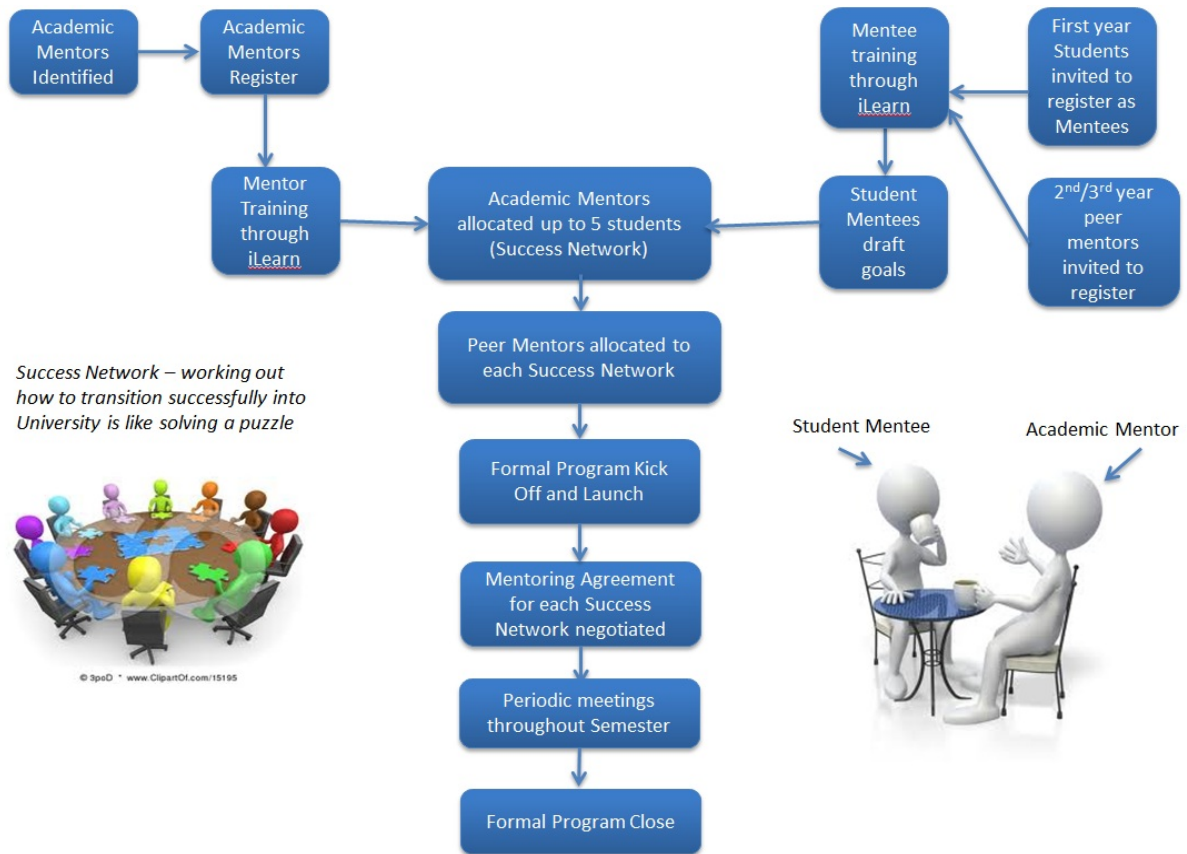 Academic
Mentors
Identified
Academic
Mentors
Register
Mentee
training
through
iLearn
First year
Students
invited to
register as
Mentees
Mentor
Training
through
iLearn
Academic Mentors
allocated up to 5 students
(Success Network)
Student
Mentees
draft
goals
2nd/3rd year
peer
mentors
invited to
register
Peer Mentors allocated to
each Success Network
Success Network – working out
how to transition successfully into
University is like solving a puzzle
Formal Program Kick
Off and Launch
Student Mentee
Academic Mentor
Mentoring Agreement
for each Success
Network negotiated
© 3poD * www.ClipartOf.com/15195
Periodic meetings
throughout Semester
Formal Program Close